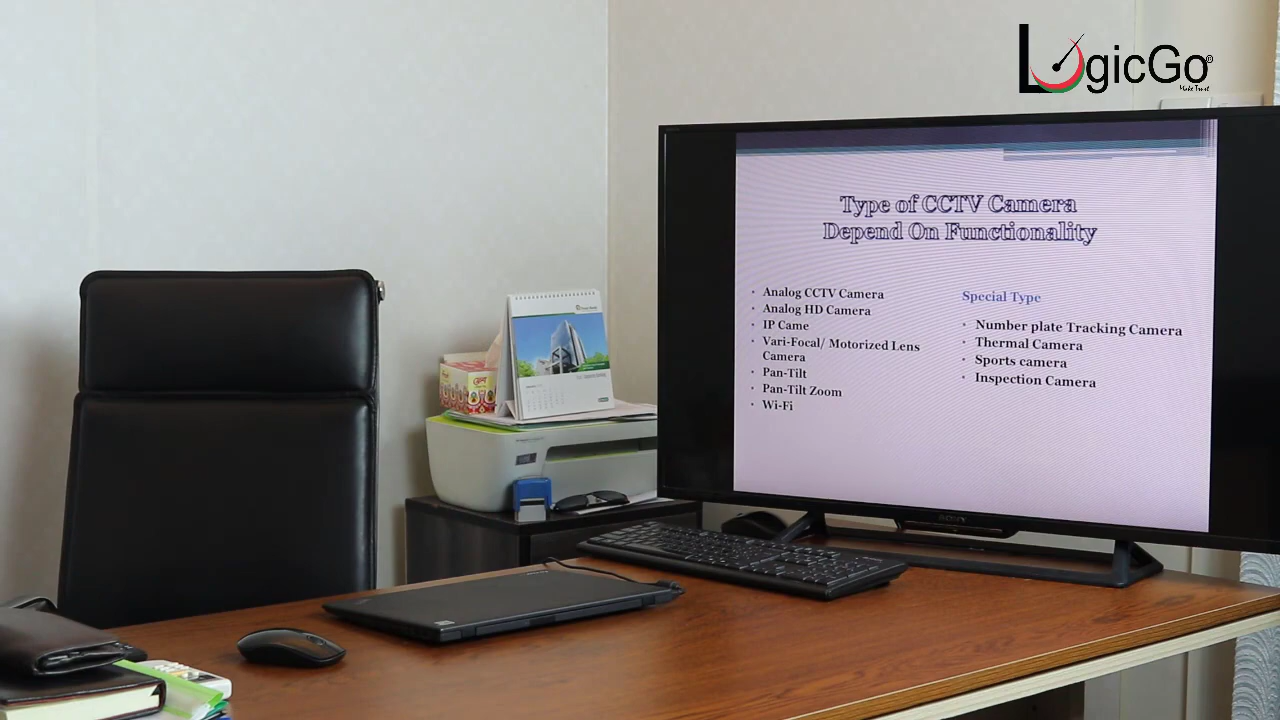 LogicGo®
Make Trust
Type of CCTV Camera
Depend On Functionality
• Analog CCTV Camera
• Analog HD Camera
• IP Came
• Vari-Focal/ Motorized Lens
Camera
• Pan-Tilt
• Pan-Tilt Zoom
• Wi-Fi
Special Type
• Number plate Tracking Camera
• Thermal Camera
• Sports camera
• Inspection Camera
SONY